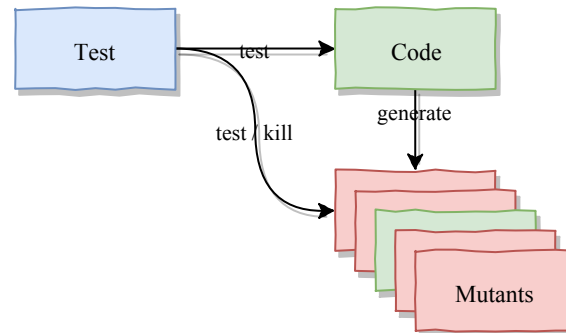 Test
test
Code
generate
test / kill
Mutants